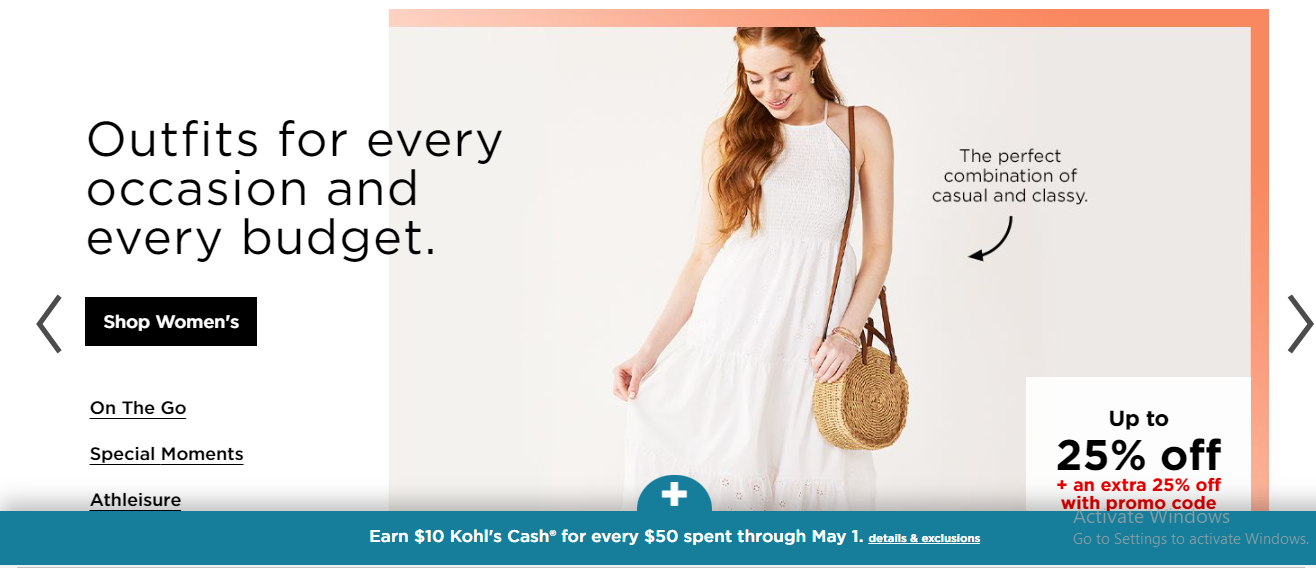 Outfits for every
occasion and
every budget.
Shop Women's
On The Go
Special Moments
Athleisure
The perfect
combination of
casual and classy.
Up to
25% off
+ an extra 25% off
with promo code
Activate Windows
Go to Settings to activate Windows.
Earn $10 Kohl's Cash® for every $50 spent through May 1. details & exclusions